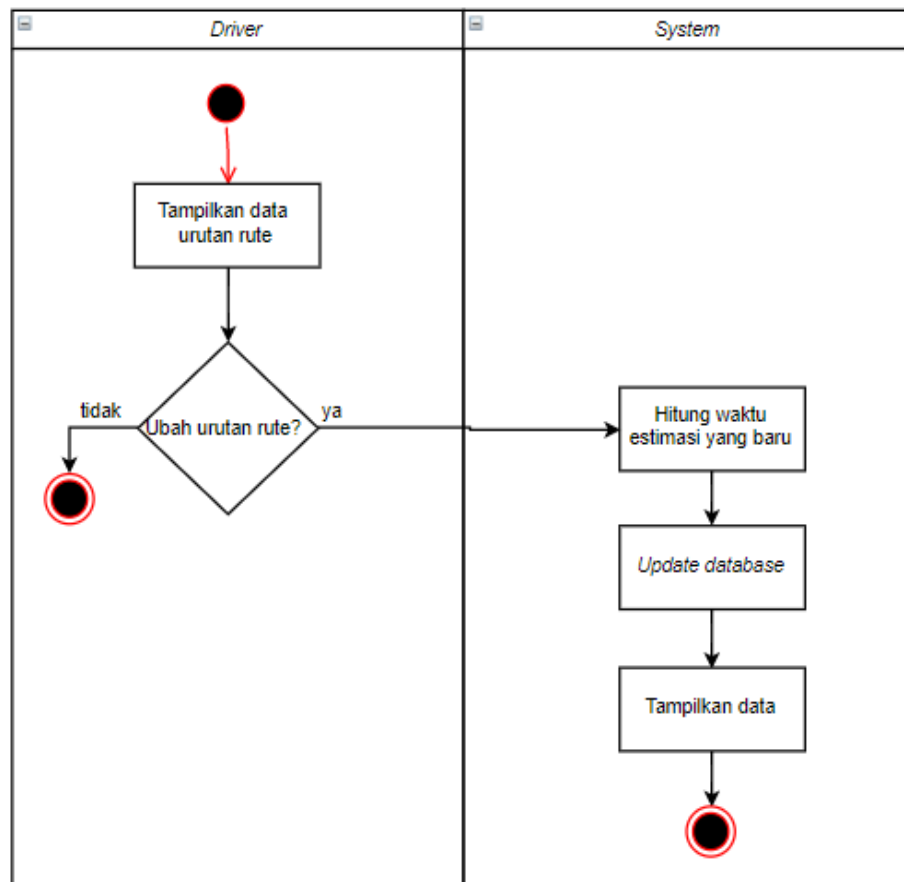 Driver
System
Tampilkan data
urutan rute
Ubah urutan rute?
tidak
ya
Hitung waktu
estimasi yang baru
Update database
Tampilkan data